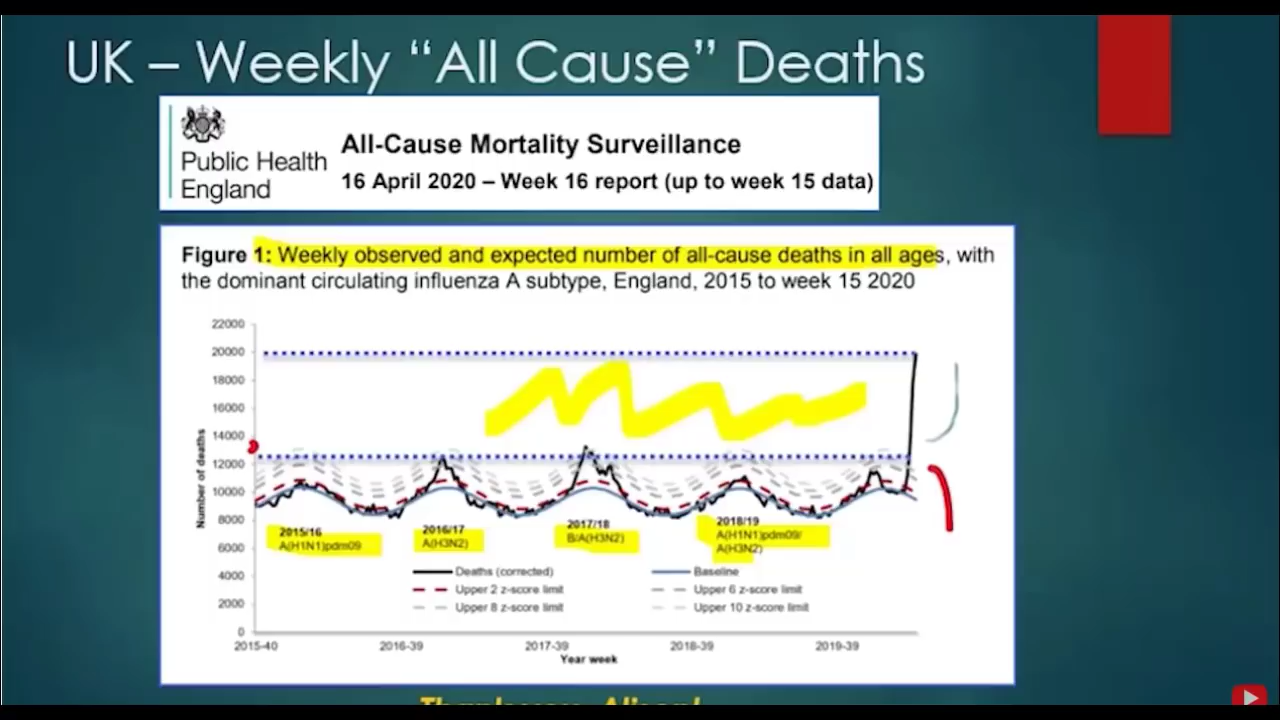 UK – Weekly “All Cause” Deaths
Public Health
England
All-Cause Mortality Surveillance
16 April 2020 – Week 16 report (up to week 15 data)
Figure 1: Weekly observed and expected number of all-cause deaths in all ages, with
the dominant circulating influenza A subtype, England, 2015 to week 15 2020
22000
20000
18000
16000
14000
12000
10000
8000
6000
4000
2000
0
Number of deaths
2015/16
A(H1N1)pdm09
2016/17
A(H3N2)
2017/18
B/A(H3N2)
2018/19
A(H1N1)pdm09/
A(H3N2)
Deaths (corrected)
Baseline
Upper 2 z-score limit
Upper 6 z-score limit
Upper 8 z-score limit
Upper 10 z-score limit
2015-40
2016-39
2017-39
2018-39
2019-39
Year week